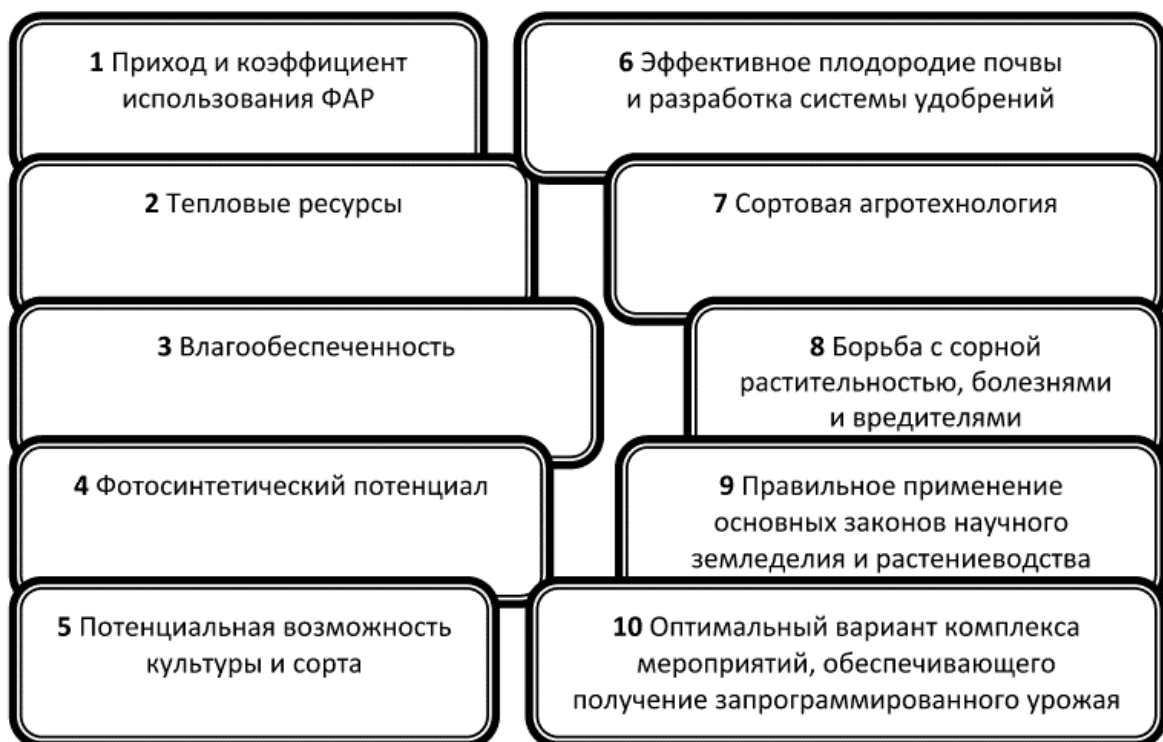 1 Приход и коэффициент
использования ФАР
2 Тепловые ресурсы
3 Влагообеспеченность
4 Фотосинтетический потенциал
5 Потенциальная возможность
культуры и сорта
6 Эффективное плодородие почвы
и разработка системы удобрений
7 Сортовая агротехнология
8 Борьба с сорной
растительностью, болезнями
и вредителями
9 Правильное применение
основных законов научного
земледелия и растениеводства
10 Оптимальный вариант комплекса
мероприятий, обеспечивающего
получение запрограммированного урожая